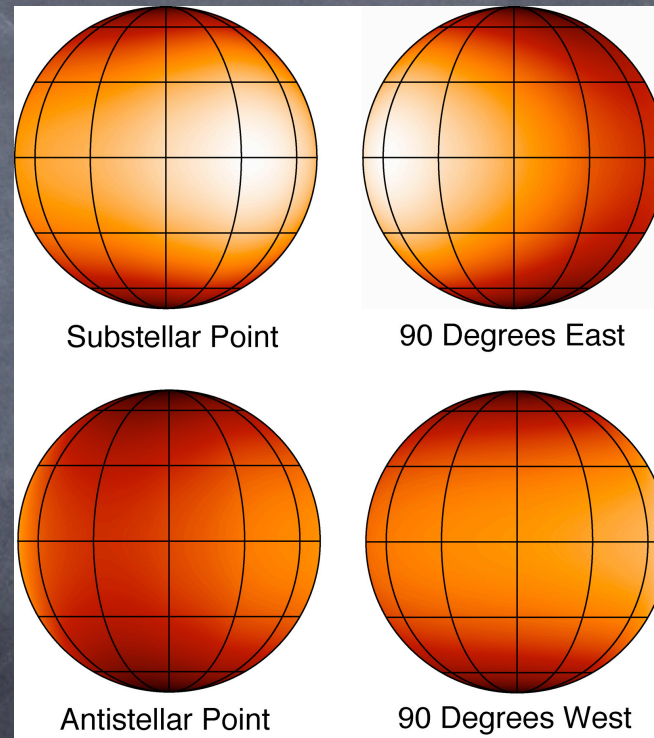 Substellar Point
90 Degrees East
Antistellar Point
90 Degrees West